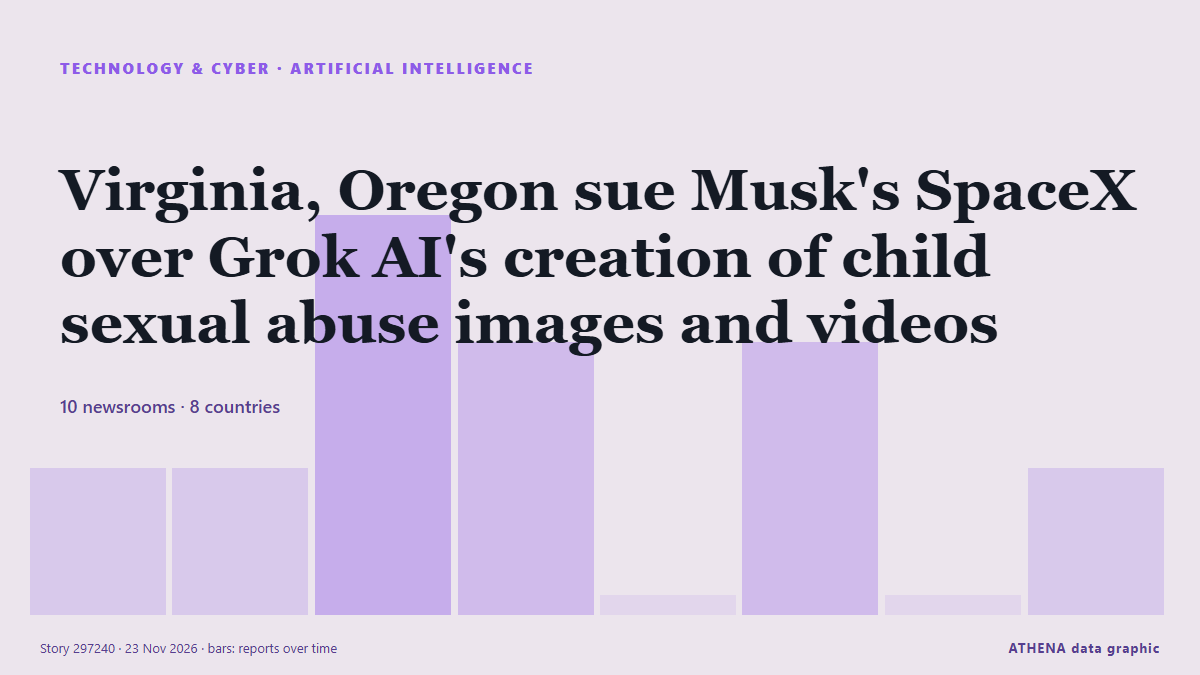 TECHNOLOGY & CYBER · ARTIFICIAL INTELLIGENCE
Virginia, Oregon sue Musk's SpaceX
over Grok AI's creation of child
sexual abuse images and videos
10 newsrooms · 8 countries
Story 297240 · 23 Nov 2026 · bars: reports over time
ATHENA data graphic